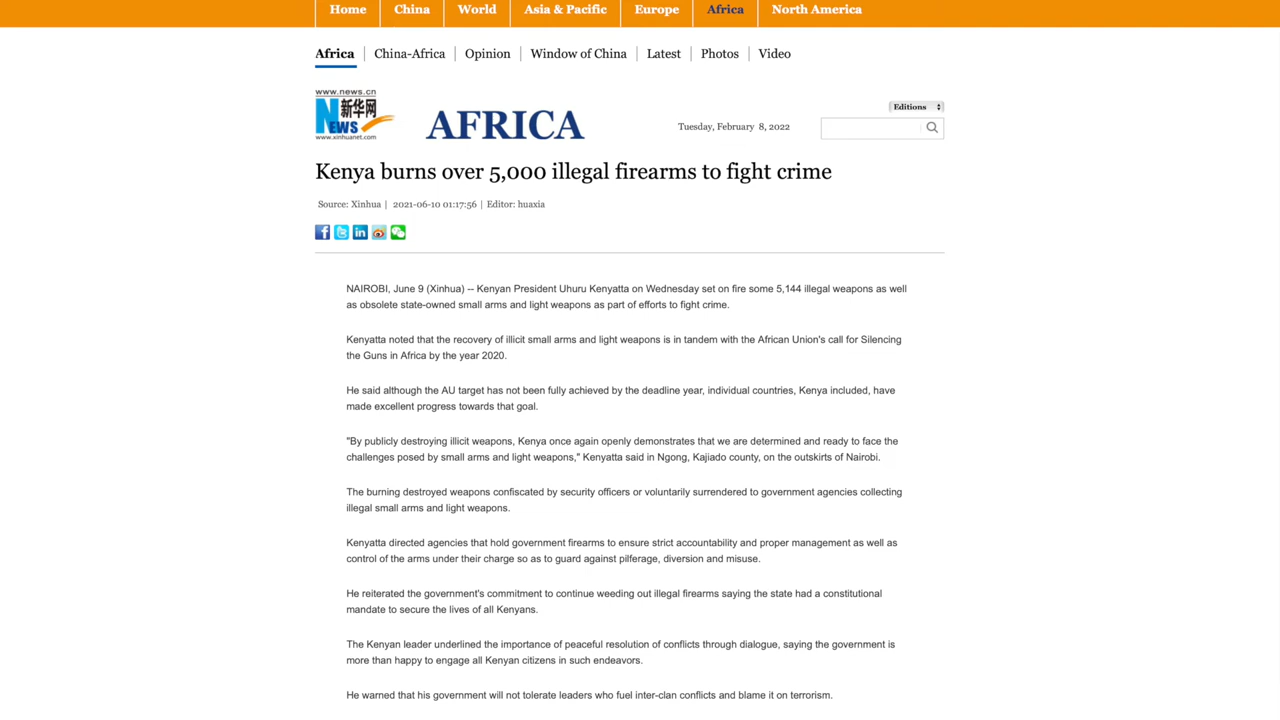 Home China World Asia & Pacific Europe Africa North America
Africa China-Africa Opinion Window of China Latest Photos Video
www.news.cn
新华网
NEWS
www.xinhuanet.com
AFRICA
Tuesday, February 8, 2022
Editions
Kenya burns over 5,000 illegal firearms to fight crime
Source: Xinhua | 2021-06-10 01:17:56 | Editor: huaxia
NAIROBI, June 9 (Xinhua) -- Kenyan President Uhuru Kenyatta on Wednesday set on fire some 5,144 illegal weapons as well
as obsolete state-owned small arms and light weapons as part of efforts to fight crime.
Kenyatta noted that the recovery of illicit small arms and light weapons is in tandem with the African Union's call for Silencing
the Guns in Africa by the year 2020.
He said although the AU target has not been fully achieved by the deadline year, individual countries, Kenya included, have
made excellent progress towards that goal.
"By publicly destroying illicit weapons, Kenya once again openly demonstrates that we are determined and ready to face the
challenges posed by small arms and light weapons," Kenyatta said in Ngong, Kajiado county, on the outskirts of Nairobi.
The burning destroyed weapons confiscated by security officers or voluntarily surrendered to government agencies collecting
illegal small arms and light weapons.
Kenyatta directed agencies that hold government firearms to ensure strict accountability and proper management as well as
control of the arms under their charge so as to guard against pilferage, diversion and misuse.
He reiterated the government's commitment to continue weeding out illegal firearms saying the state had a constitutional
mandate to secure the lives of all Kenyans.
The Kenyan leader underlined the importance of peaceful resolution of conflicts through dialogue, saying the government is
more than happy to engage all Kenyan citizens in such endeavors.
He warned that his government will not tolerate leaders who fuel inter-clan conflicts and blame it on terrorism.